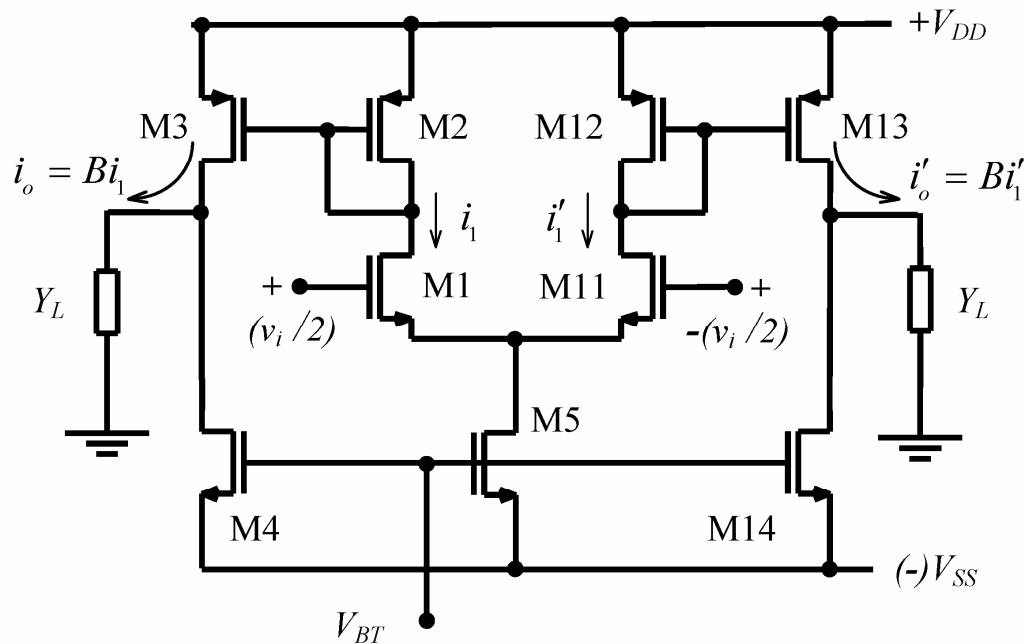 +V_DD
M3
M2
M12
M13
i_o = Bi_1
i'_o = Bi'_1
i_1
i'_1
M1
M11
Y_L
+
(v_i /2)
+
-(v_i /2)
Y_L
M5
M4
M14
(-)V_SS
V_BT